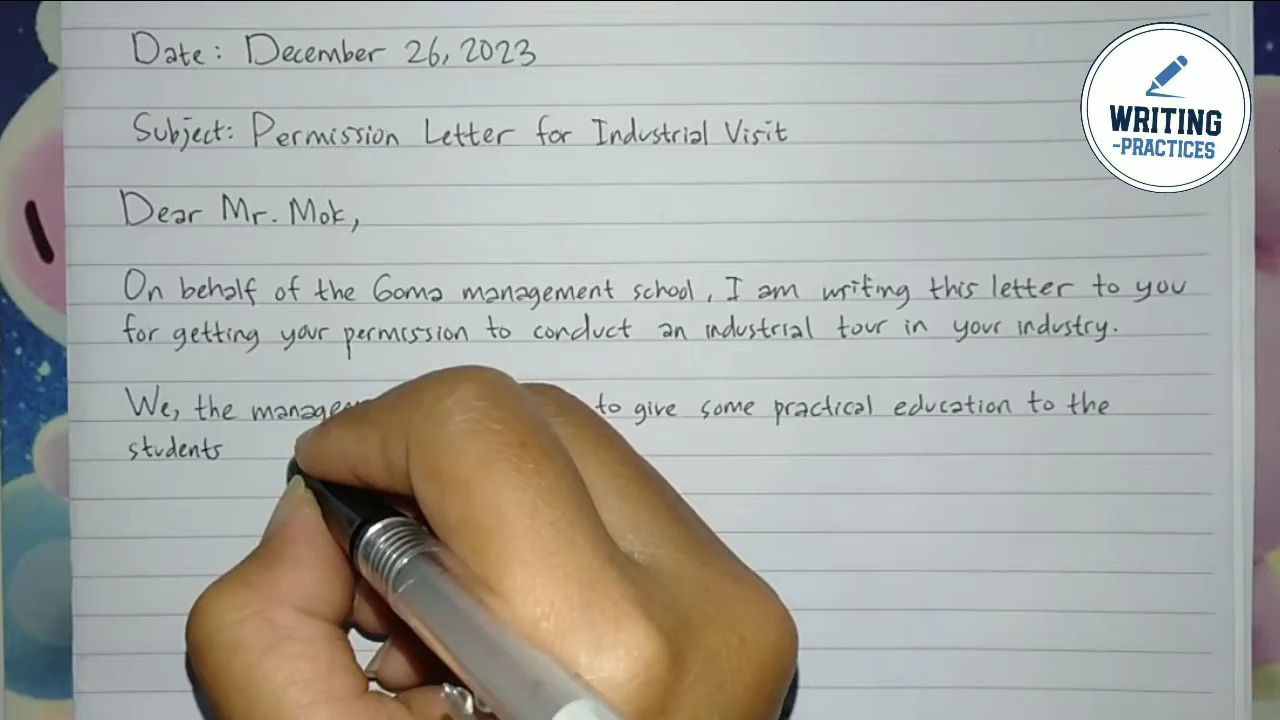 Date: December 26, 2023
Subject: Permission Letter for Industrial Visit
Dear Mr. Mok,
On behalf of the Goma management school, I am writing this letter to you
for getting your permission to conduct an industrial tour in your industry.
We, the to give some practical education to the
students
WRITING
-PRACTICES